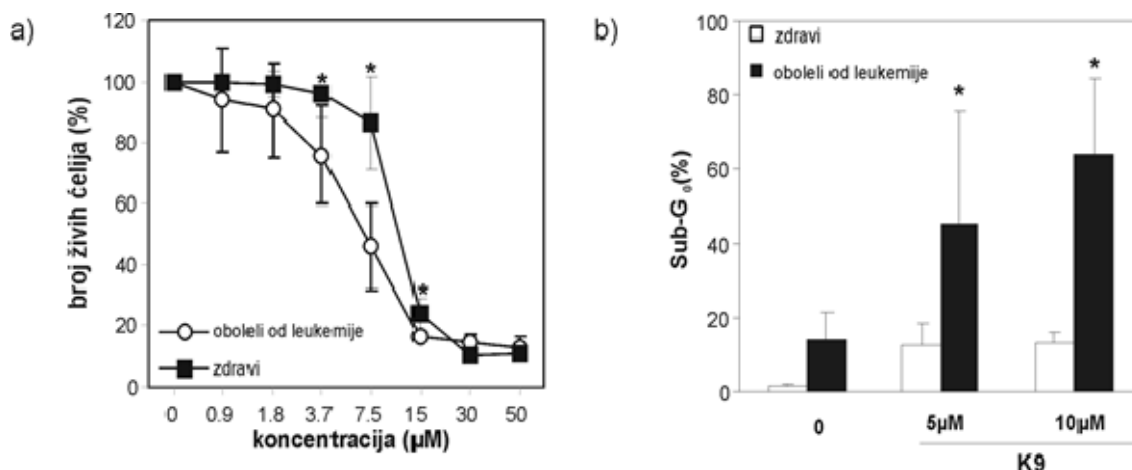 a)
broj živih ćelija (%)
120
100
80
60
40
20
0
*
*
*
oboleli od leukemije
zdravi
0 0.9 1.8 3.7 7.5 15 30 50
koncentracija (μM)
b)
Sub-G 0(%)
100
80
60
40
20
0
zdravi
oboleli od leukemije
*
*
0 5μM 10μM
K9